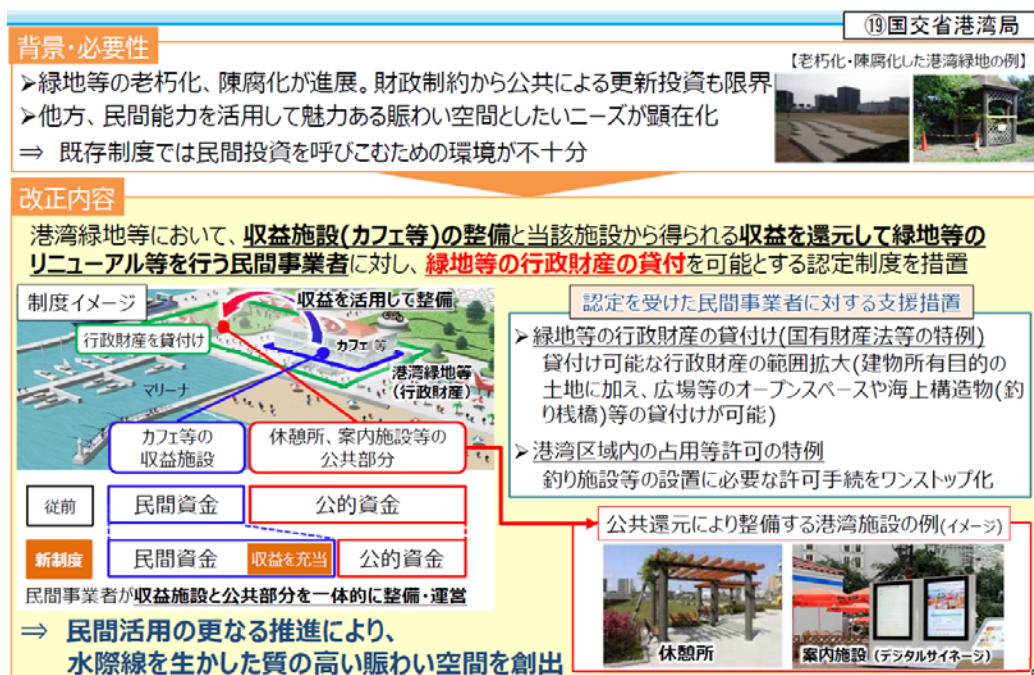 ⑲国交省港湾局
背景・必要性
【老朽化・陳腐化した港湾緑地の例】
➢緑地等の老朽化、陳腐化が進展。財政制約から公共による更新投資も限界
➢他方、民間能力を活用して魅力ある賑わい空間としたいニーズが顕在化
⇒ 既存制度では民間投資を呼びこむための環境が不十分
改正内容
港湾緑地等において、収益施設(カフェ等)の整備と当該施設から得られる収益を還元して緑地等の
リニューアル等を行う民間事業者に対し、緑地等の行政財産の貸付を可能とする認定制度を措置
制度イメージ
収益を活用して整備
行政財産を貸付け
カフェ 等
港湾緑地等
(行政財産)
マリーナ
カフェ等の
収益施設
休憩所、案内施設等の
公共部分
従前
民間資金
公的資金
新制度
民間資金
収益を充当
公的資金
民間事業者が収益施設と公共部分を一体的に整備・運営
⇒ 民間活用の更なる推進により、
水際線を生かした質の高い賑わい空間を創出
認定を受けた民間事業者に対する支援措置
➢緑地等の行政財産の貸付け(国有財産法等の特例)
貸付け可能な行政財産の範囲拡大(建物所有目的の
土地に加え、広場等のオープンスペースや海上構造物(釣
り桟橋)等の貸付けが可能)
➢港湾区域内の占用等許可の特例
釣り施設等の設置に必要な許可手続をワンストップ化
公共還元により整備する港湾施設の例(イメージ)
休憩所
案内施設 (デジタルサイネージ)